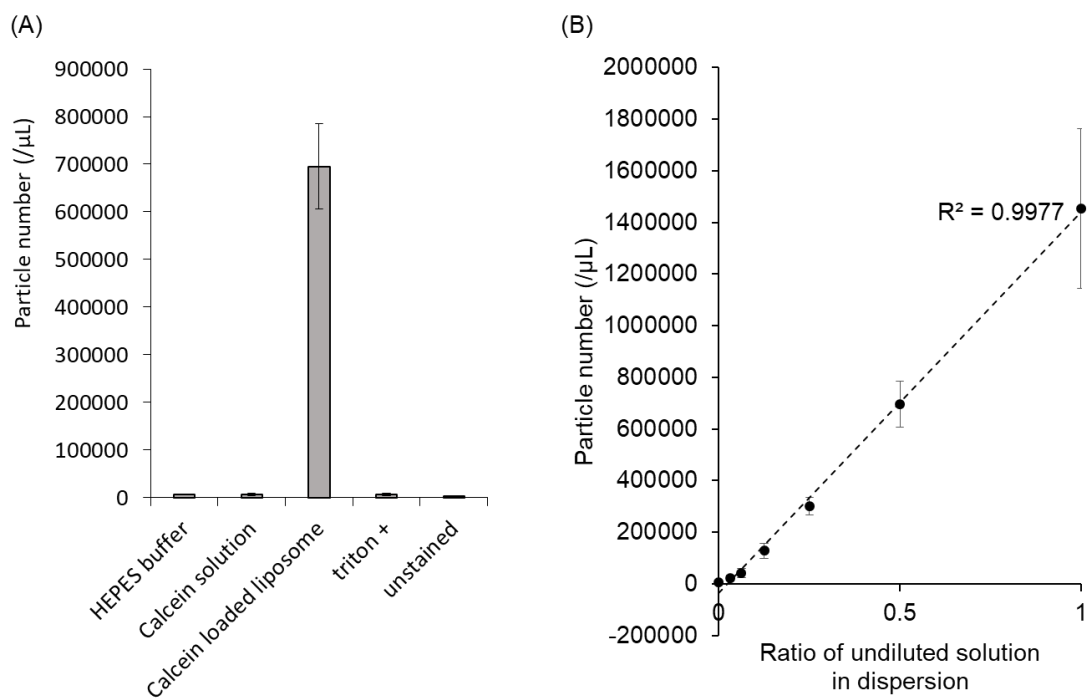 (A)
Particle number (/µL)
900000
800000
700000
600000
500000
400000
300000
200000
100000
0
HEPES buffer
Calcein solution
Calcein loaded liposome
triton +
unstained
(B)
Particle number (/µL)
2000000
1800000
1600000
1400000
1200000
1000000
800000
600000
400000
200000
0
-200000
R² = 0.9977
0
0.5
1
Ratio of undiluted solution
in dispersion